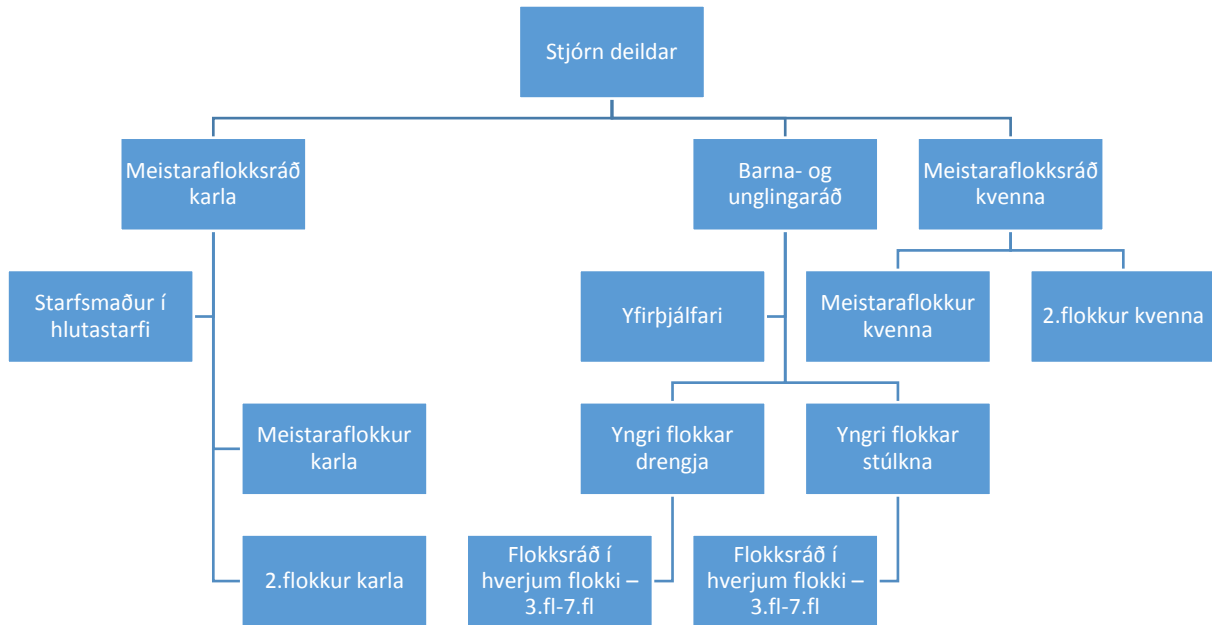 Stjórn deildar
Meistaraflokksráð
karla
Barna- og
unglingaráð
Meistaraflokksráð
kvenna
Starfsmaður í
hlutastarfi
Yfirþjálfari
Meistaraflokkur
kvenna
2.flokkur kvenna
Meistaraflokkur
karla
Yngri flokkar
drengja
Yngri flokkar
stúlkna
2.flokkur karla
Flokksráð í
hverjum flokki –
3.fl-7.fl
Flokksráð í
hverjum flokki –
3.fl-7.fl